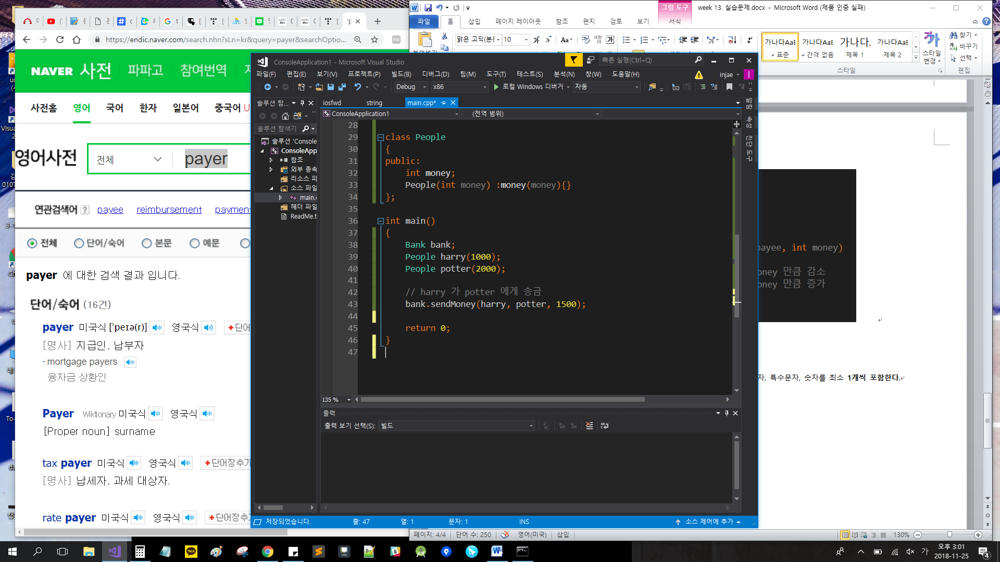 https://endic.naver.com/search.nhn?sLn=kr&query=payer&searchOptio...
NAVER 사전 파파고 참여번역
사전홈 영어 국어 한자 일본어 중국어 U
영어사전 전체 payer
연관검색어 ? payee reimbursement paymen
전체 단어/숙어 본문 예문
payer 에 대한 검색 결과 입니다.
단어/숙어 (16건)
payer 미국식 ['peɪə(r)] 영국식 +단어
[명사] 지급인, 납부자
- mortgage payers
융자금 상환인
Payer Wiktionary 미국식 영국식
[Proper noun] surname
tax payer 미국식 영국식 +단어장 추가
[명사] 납세자, 과세 대상자.
rate payer 미국식 영국식 +단어장 추
week 13. 실습문제.docx - Microsoft Word (제품 인증 실패)
그림 도구
파일 홈 삽입 페이지 레이아웃 참조 편지 검토 보기 서식
맑은 고딕(본 10
가나다AaB 가나다AaE 가나다, 가나다AaE
표준 간격 없음 제목 1 제목 2
스타일 변경
찾기
바꾸기
선택
스타일 편집
ConsoleApplication1 - Microsoft Visual Studio
빠른 실행(Ctrl+Q)
파일(F) 편집(E) 보기(V) 프로젝트(P) 빌드(B) 디버그(D) 팀(M) 도구(T) 테스트(S) 분석(N) 창(W) 도움말(H) injae
Debug x86 로컬 Windows 디버거 자동
솔루션 탐...
솔루션 탐색기
솔루션 'Console
ConsoleApp
참조
외부 종속
리소스 파
소스 파일
main.c
헤더 파일
ReadMe.t
iosfwd string main.cpp*
ConsoleApplication1 (전역 범위)
28
29 class People
30 {
31 public:
32 int money;
33 People(int money) :money(money){}
34 };
35
36 int main()
37 {
38 Bank bank;
39 People harry(1000);
40 People potter(2000);
41
42 // harry 가 potter 에게 송금
43 bank.sendMoney(harry, potter, 1500);
44
45 return 0;
46 }
47
135 %
출력
출력 보기 선택(S): 빌드
저장되었습니다. 줄: 47 열: 1 문자: 1 INS 소스 제어에 추가
알림
속성
진단 도구
payee, int money)
oney 만큼 감소
oney 만큼 증가
자, 특수문자, 숫자를 최소 1개씩 포함한다.
페이지: 4/4 단어 수: 250 영어(미국) 삽입 130%
가 오후 3:01
2018-11-25
4